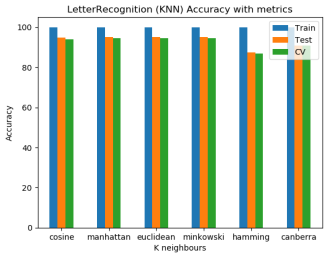 LetterRecognition (KNN) Accuracy with metrics
100
80
60
40
20
0
Accuracy
Train
Test
CV
cosine manhattan euclidean minkowski hamming canberra
K neighbours